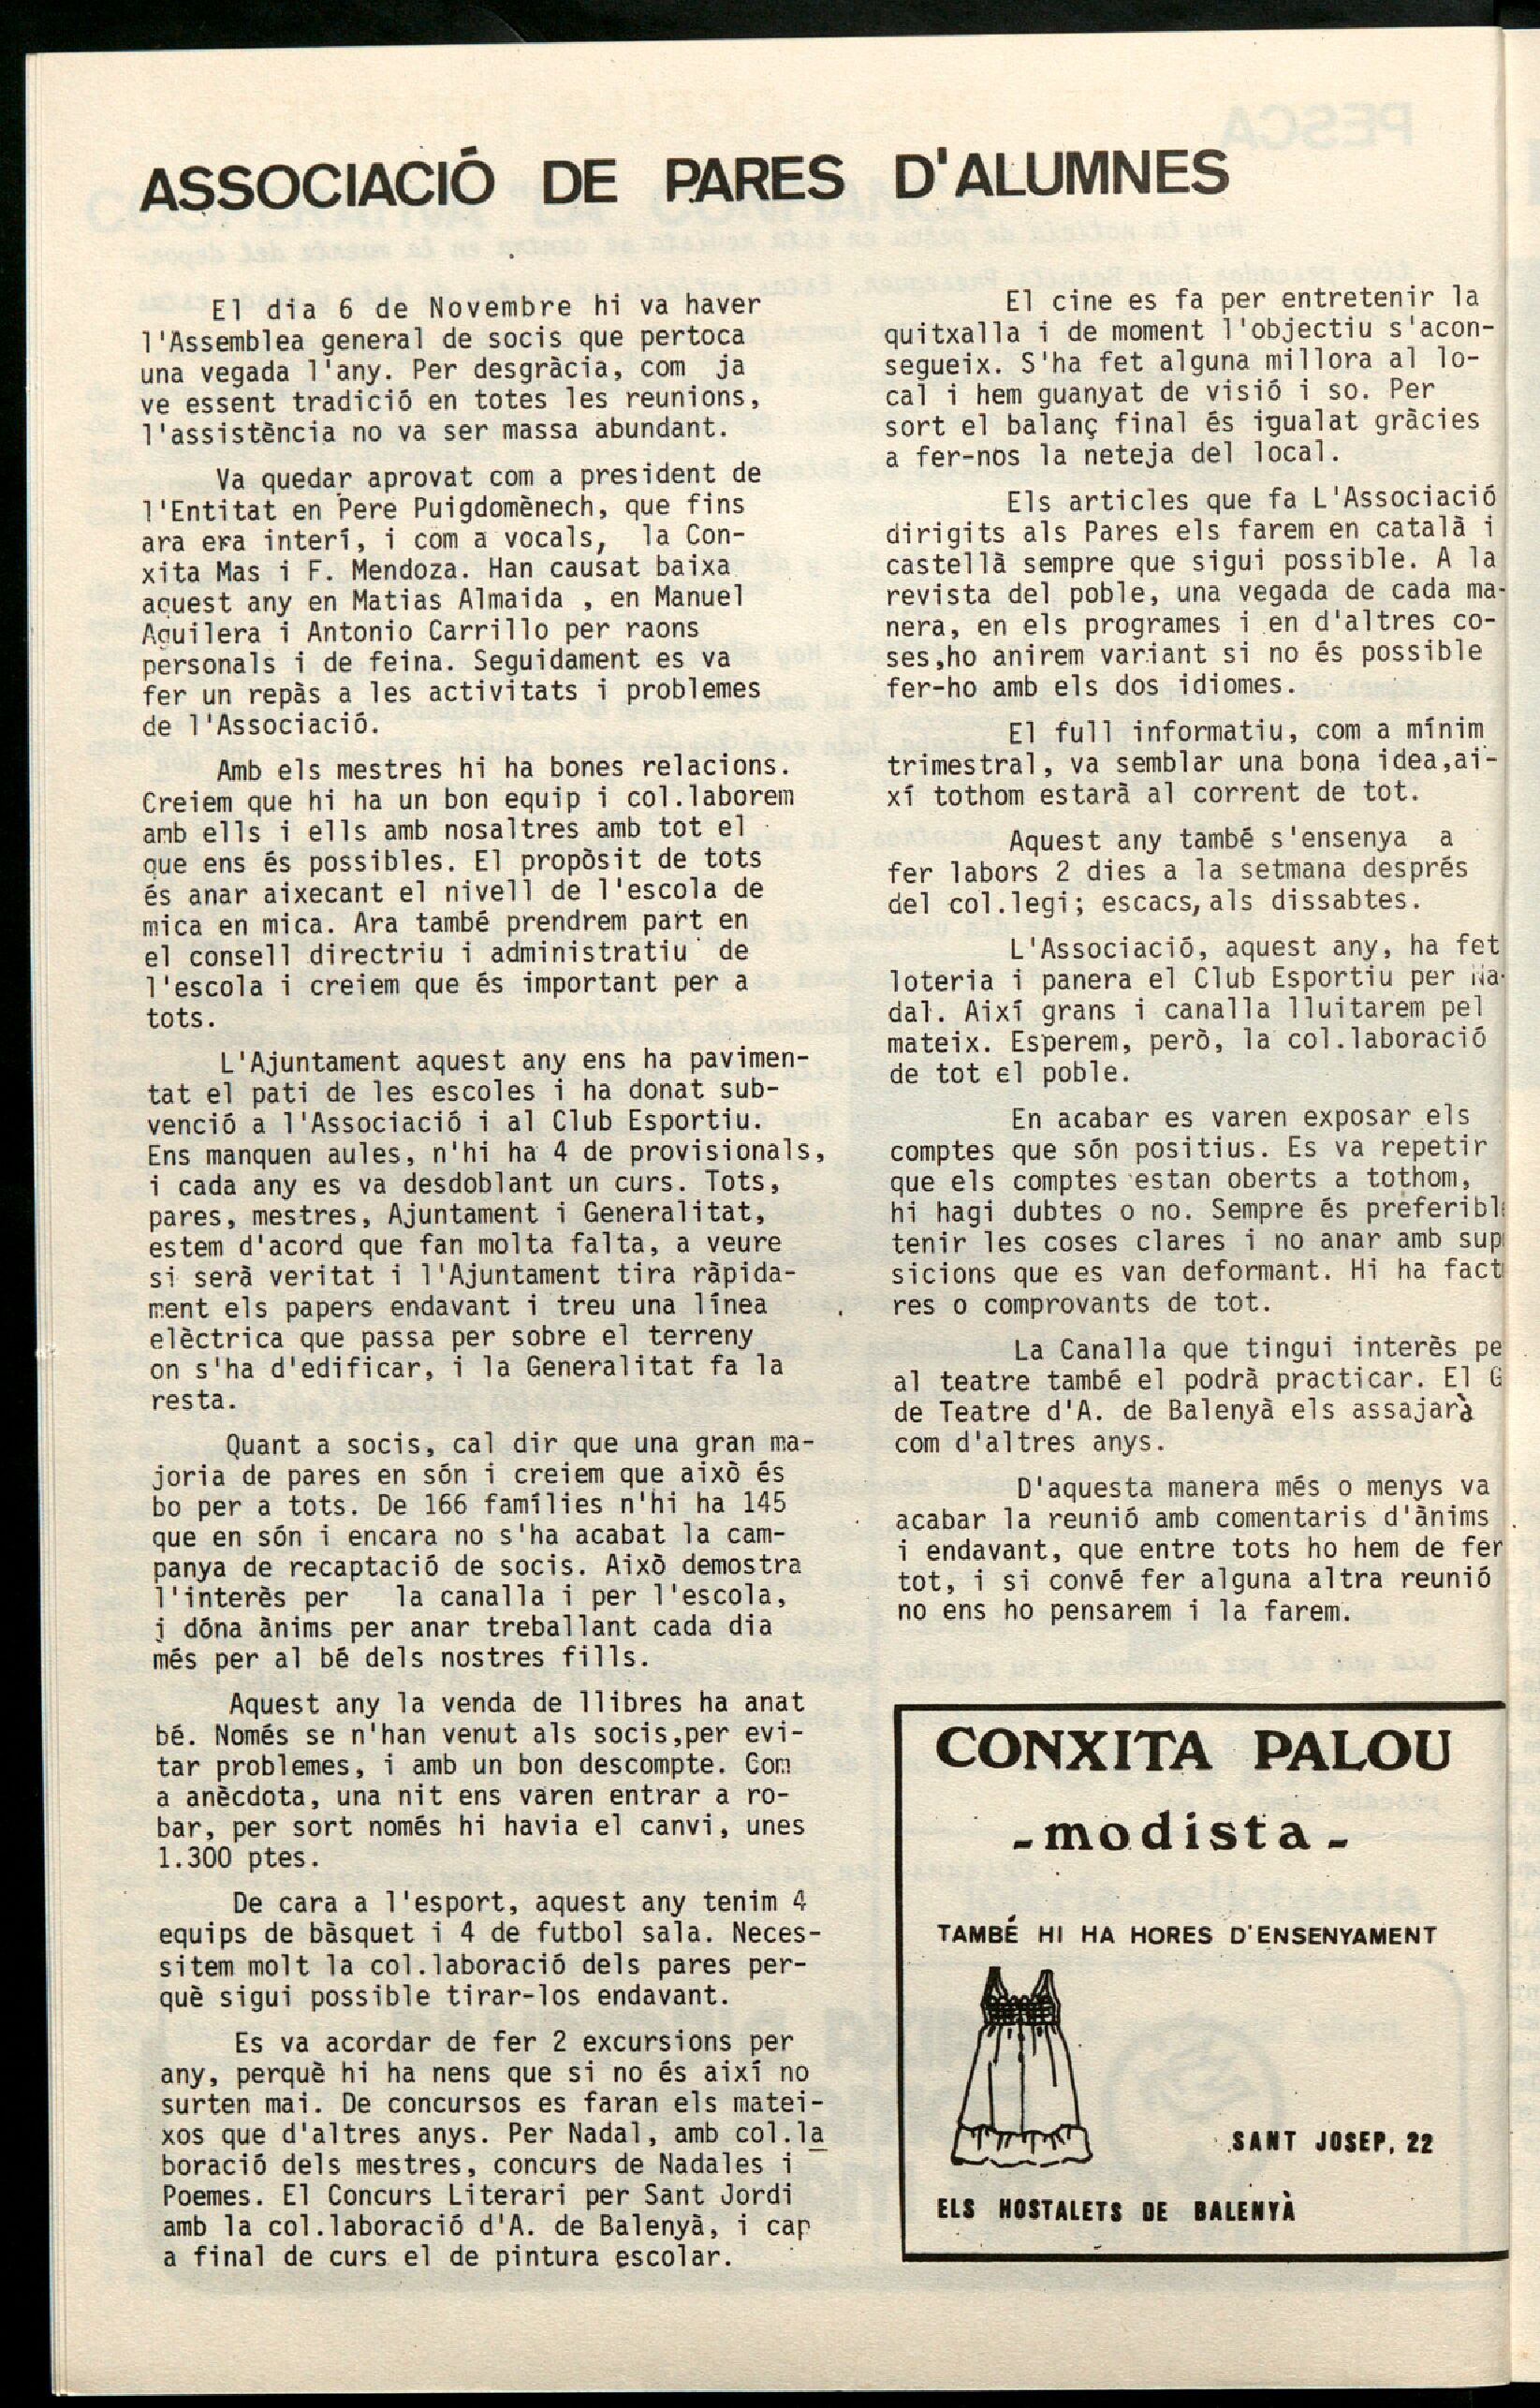 ASSOCIACIÓ DE PARES D'ALUMNES
El dia 6 de Novembre hi va haver
l'Assemblea general de socis que pertoca
una vegada l'any. Per desgràcia, com ja
ve essent tradició en totes les reunions,
l'assistència no va ser massa abundant.
Va quedar aprovat com a president de
l'Entitat en Pere Puigdomènech, que fins
ara era interí, i com a vocals, la Con-
xita Mas i F. Mendoza. Han causat baixa
aquest any en Matias Almaida , en Manuel
Aguilera i Antonio Carrillo per raons
personals i de feina. Seguidament es va
fer un repàs a les activitats i problemes
de l'Associació.
Amb els mestres hi ha bones relacions.
Creiem que hi ha un bon equip i col.laborem
amb ells i ells amb nosaltres amb tot el
que ens és possibles. El propòsit de tots
és anar aixecant el nivell de l'escola de
mica en mica. Ara també prendrem part en
el consell directriu i administratiu de
l'escola i creiem que és important per a
tots.
L'Ajuntament aquest any ens ha pavimen-
tat el pati de les escoles i ha donat sub-
venció a l'Associació i al Club Esportiu.
Ens manquen aules, n'hi ha 4 de provisionals,
i cada any es va desdoblant un curs. Tots,
pares, mestres, Ajuntament i Generalitat,
estem d'acord que fan molta falta, a veure
si serà veritat i l'Ajuntament tira ràpida-
ment els papers endavant i treu una línea
elèctrica que passa per sobre el terreny
on s'ha d'edificar, i la Generalitat fa la
resta.
Quant a socis, cal dir que una gran ma-
joria de pares en són i creiem que això és
bo per a tots. De 166 famílies n'hi ha 145
que en són i encara no s'ha acabat la cam-
panya de recaptació de socis. Això demostra
l'interès per la canalla i per l'escola,
i dóna ànims per anar treballant cada dia
més per al bé dels nostres fills.
Aquest any la venda de llibres ha anat
bé. Només se n'han venut als socis,per evi-
tar problemes, i amb un bon descompte. Com
a anècdota, una nit ens varen entrar a ro-
bar, per sort només hi havia el canvi, unes
1.300 ptes.
De cara a l'esport, aquest any tenim 4
equips de bàsquet i 4 de futbol sala. Neces-
sitem molt la col.laboració dels pares per-
què sigui possible tirar-los endavant.
Es va acordar de fer 2 excursions per
any, perquè hi ha nens que si no és així no
surten mai. De concursos es faran els matei-
xos que d'altres anys. Per Nadal, amb col.la
boració dels mestres, concurs de Nadales i
Poemes. El Concurs Literari per Sant Jordi
amb la col.laboració d'A. de Balenyà, i cap
a final de curs el de pintura escolar.
El cine es fa per entretenir la
quitxalla i de moment l'objectiu s'acon-
segueix. S'ha fet alguna millora al lo-
cal i hem guanyat de visió i so. Per
sort el balanç final és igualat gràcies
a fer-nos la neteja del local.
Els articles que fa L'Associació
dirigits als Pares els farem en català i
castellà sempre que sigui possible. A la
revista del poble, una vegada de cada ma-
nera, en els programes i en d'altres co-
ses,ho anirem variant si no és possible
fer-ho amb els dos idiomes.
El full informatiu, com a mínim
trimestral, va semblar una bona idea,ai-
xí tothom estarà al corrent de tot.
Aquest any també s'ensenya a
fer labors 2 dies a la setmana després
del col.legi; escacs,als dissabtes.
L'Associació, aquest any, ha fet
loteria i panera el Club Esportiu per Na-
dal. Així grans i canalla lluitarem pel
mateix. Esperem, però, la col.laboració
de tot el poble.
En acabar es varen exposar els
comptes que són positius. Es va repetir
que els comptes estan oberts a tothom,
hi hagi dubtes o no. Sempre és preferible
tenir les coses clares i no anar amb sup
sicions que es van deformant. Hi ha fact
res o comprovants de tot.
La Canalla que tingui interès pe
al teatre també el podrà practicar. El G
de Teatre d'A. de Balenyà els assajarà
com d'altres anys.
D'aquesta manera més o menys va
acabar la reunió amb comentaris d'ànims
i endavant, que entre tots ho hem de fer
tot, i si convé fer alguna altra reunió
no ens ho pensarem i la farem.
CONXITA PALOU
-modista-
TAMBÉ HI HA HORES D'ENSENYAMENT
SANT JOSEP, 22
ELS HOSTALETS DE BALENYÀ